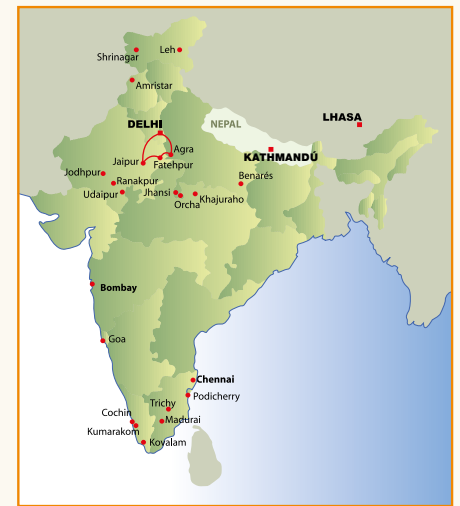 Leh
Shrinagar
Amristar
LHASA
DELHI
NEPAL
Agra
KATHMANDÚ
Jaipur
Fatehpur
Jodhpur
Benarés
Ranakpur
Udaipur
Jhansi
Khajuraho
Orcha
Bombay
Goa
Chennai
Podicherry
Trichy
Cochin
Madurai
Kumarakom
Kovalam